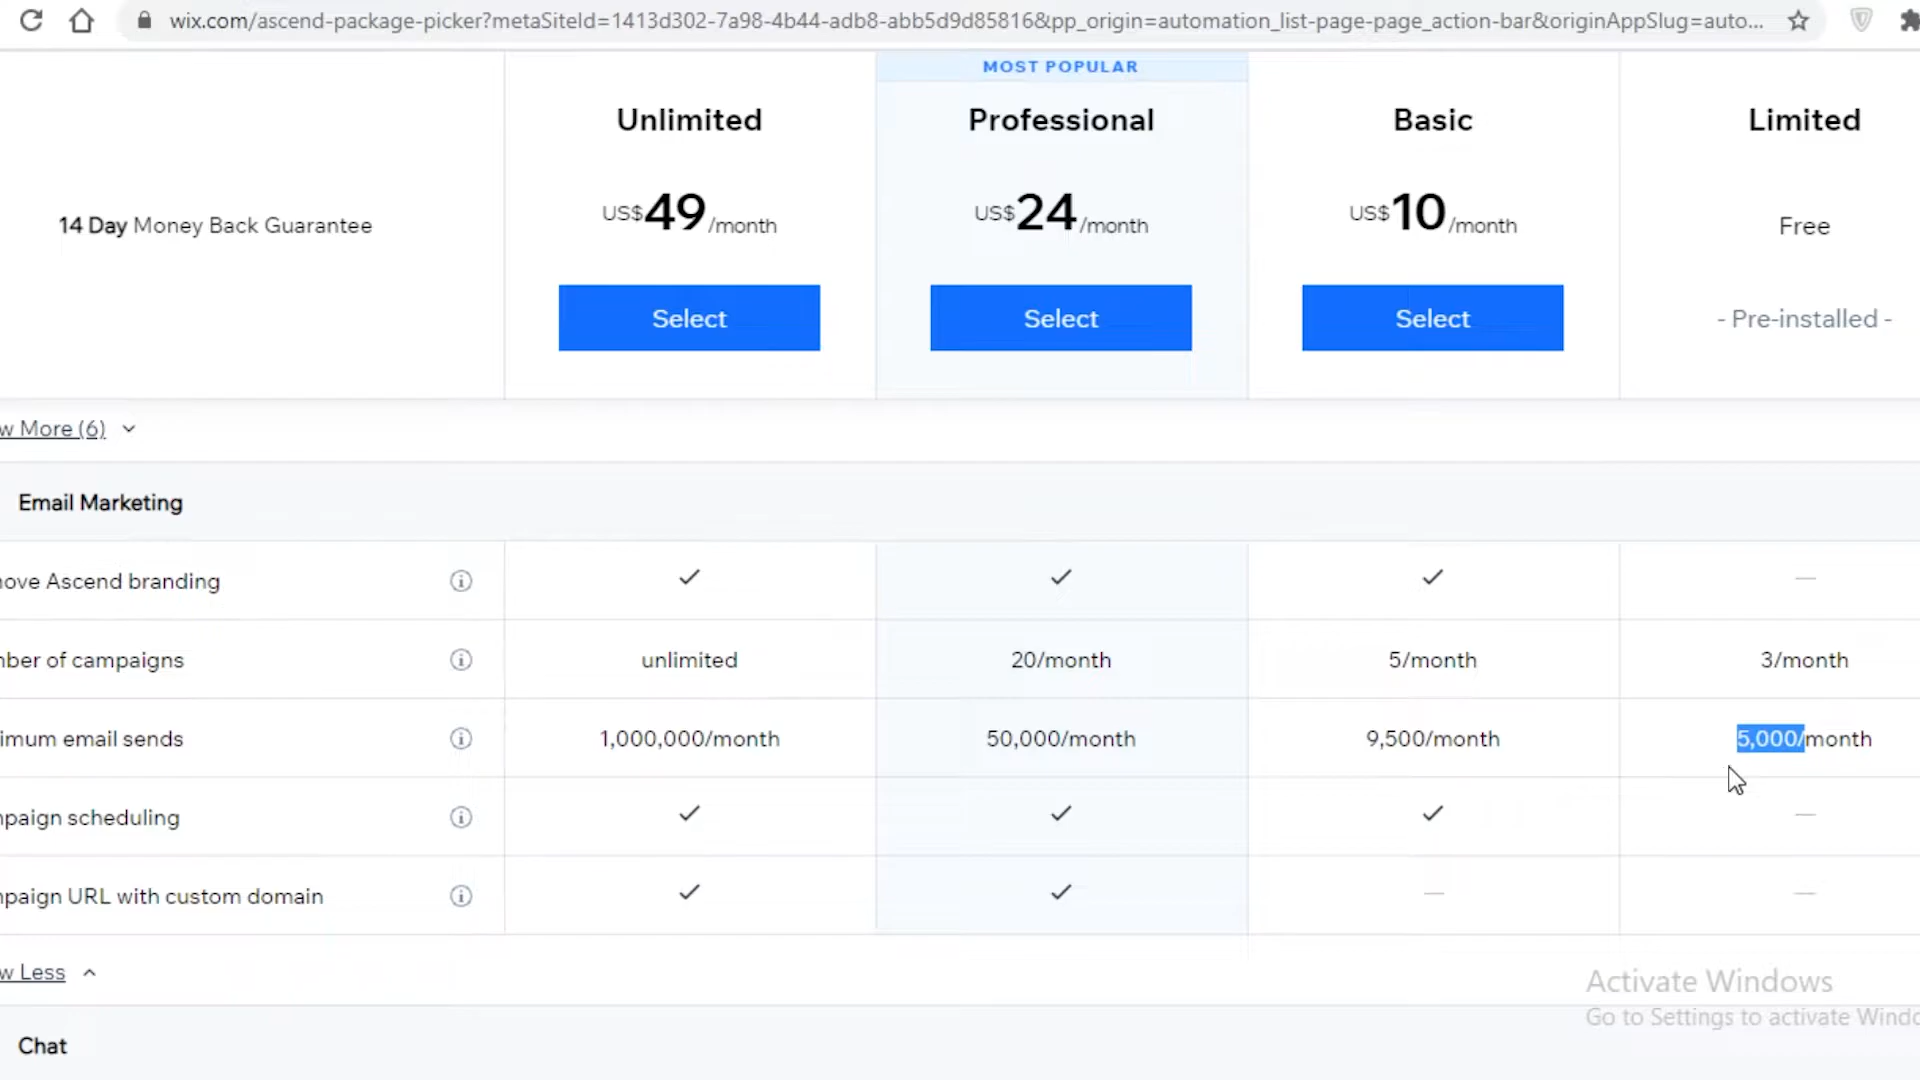 wix.com/ascend-package-picker?metaSiteId=1413d302-7a98-4b44-adb8-abb5d9d85816&pp_origin=automation_list-page-page_action-bar&originAppSlug=auto...
MOST POPULAR
Unlimited Professional Basic Limited
14 Day Money Back Guarantee US$49/month US$24/month US$10/month Free
Select Select Select - Pre-installed -
w More (6)
Email Marketing
ove Ascend branding
ber of campaigns unlimited 20/month 5/month 3/month
imum email sends 1,000,000/month 50,000/month 9,500/month 5,000/month
paign scheduling
paign URL with custom domain
w Less
Activate Windows
Go to Settings to activate Windo
Chat